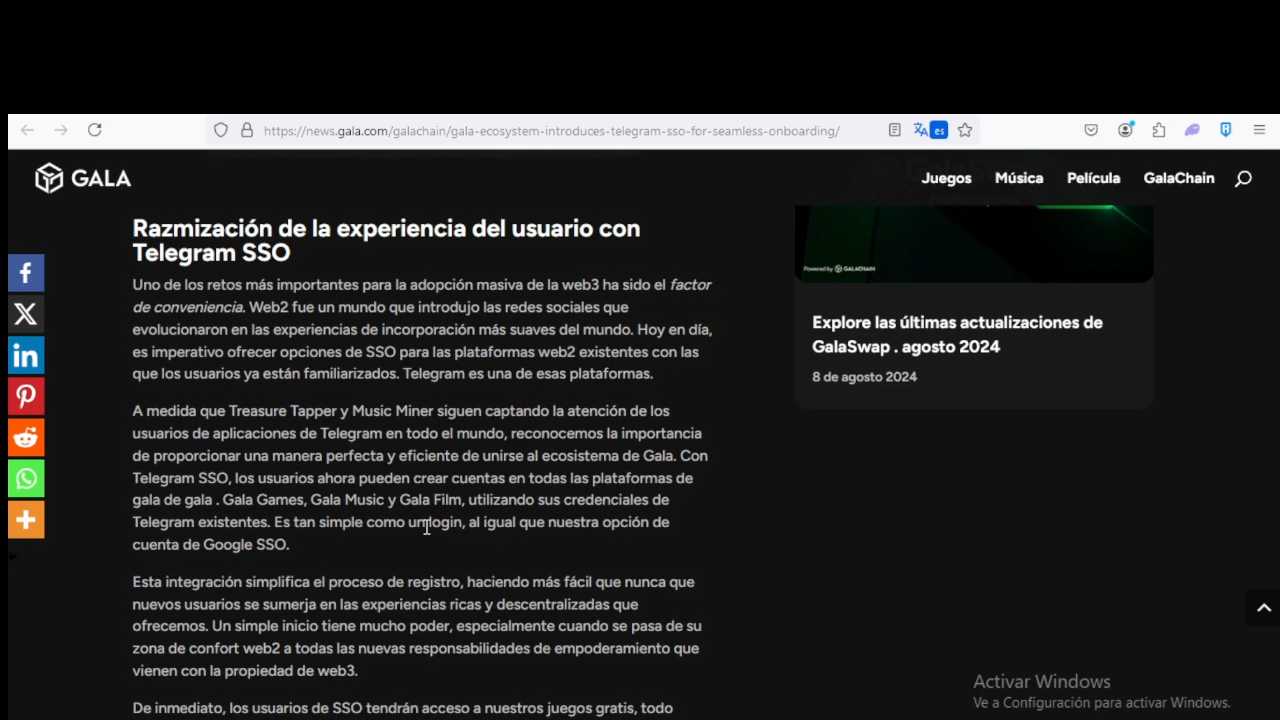 https://news.gala.com/galachain/gala-ecosystem-introduces-telegram-sso-for-seamless-onboarding/
es
GALA
Juegos
Música
Película
GalaChain
Razmización de la experiencia del usuario con
Telegram SSO
Uno de los retos más importantes para la adopción masiva de la web3 ha sido el factor
de conveniencia. Web2 fue un mundo que introdujo las redes sociales que
evolucionaron en las experiencias de incorporación más suaves del mundo. Hoy en día,
es imperativo ofrecer opciones de SSO para las plataformas web2 existentes con las
que los usuarios ya están familiarizados. Telegram es una de esas plataformas.
A medida que Treasure Tapper y Music Miner siguen captando la atención de los
usuarios de aplicaciones de Telegram en todo el mundo, reconocemos la importancia
de proporcionar una manera perfecta y eficiente de unirse al ecosistema de Gala. Con
Telegram SSO, los usuarios ahora pueden crear cuentas en todas las plataformas de
gala de gala . Gala Games, Gala Music y Gala Film, utilizando sus credenciales de
Telegram existentes. Es tan simple como un login, al igual que nuestra opción de
cuenta de Google SSO.
Esta integración simplifica el proceso de registro, haciendo más fácil que nunca que
nuevos usuarios se sumerja en las experiencias ricas y descentralizadas que
ofrecemos. Un simple inicio tiene mucho poder, especialmente cuando se pasa de su
zona de confort web2 a todas las nuevas responsabilidades de empoderamiento que
vienen con la propiedad de web3.
De inmediato, los usuarios de SSO tendrán acceso a nuestros juegos gratis, todo
Powered by GALACHAIN
Explore las últimas actualizaciones de
GalaSwap . agosto 2024
8 de agosto 2024
Activar Windows
Ve a Configuración para activar Windows.